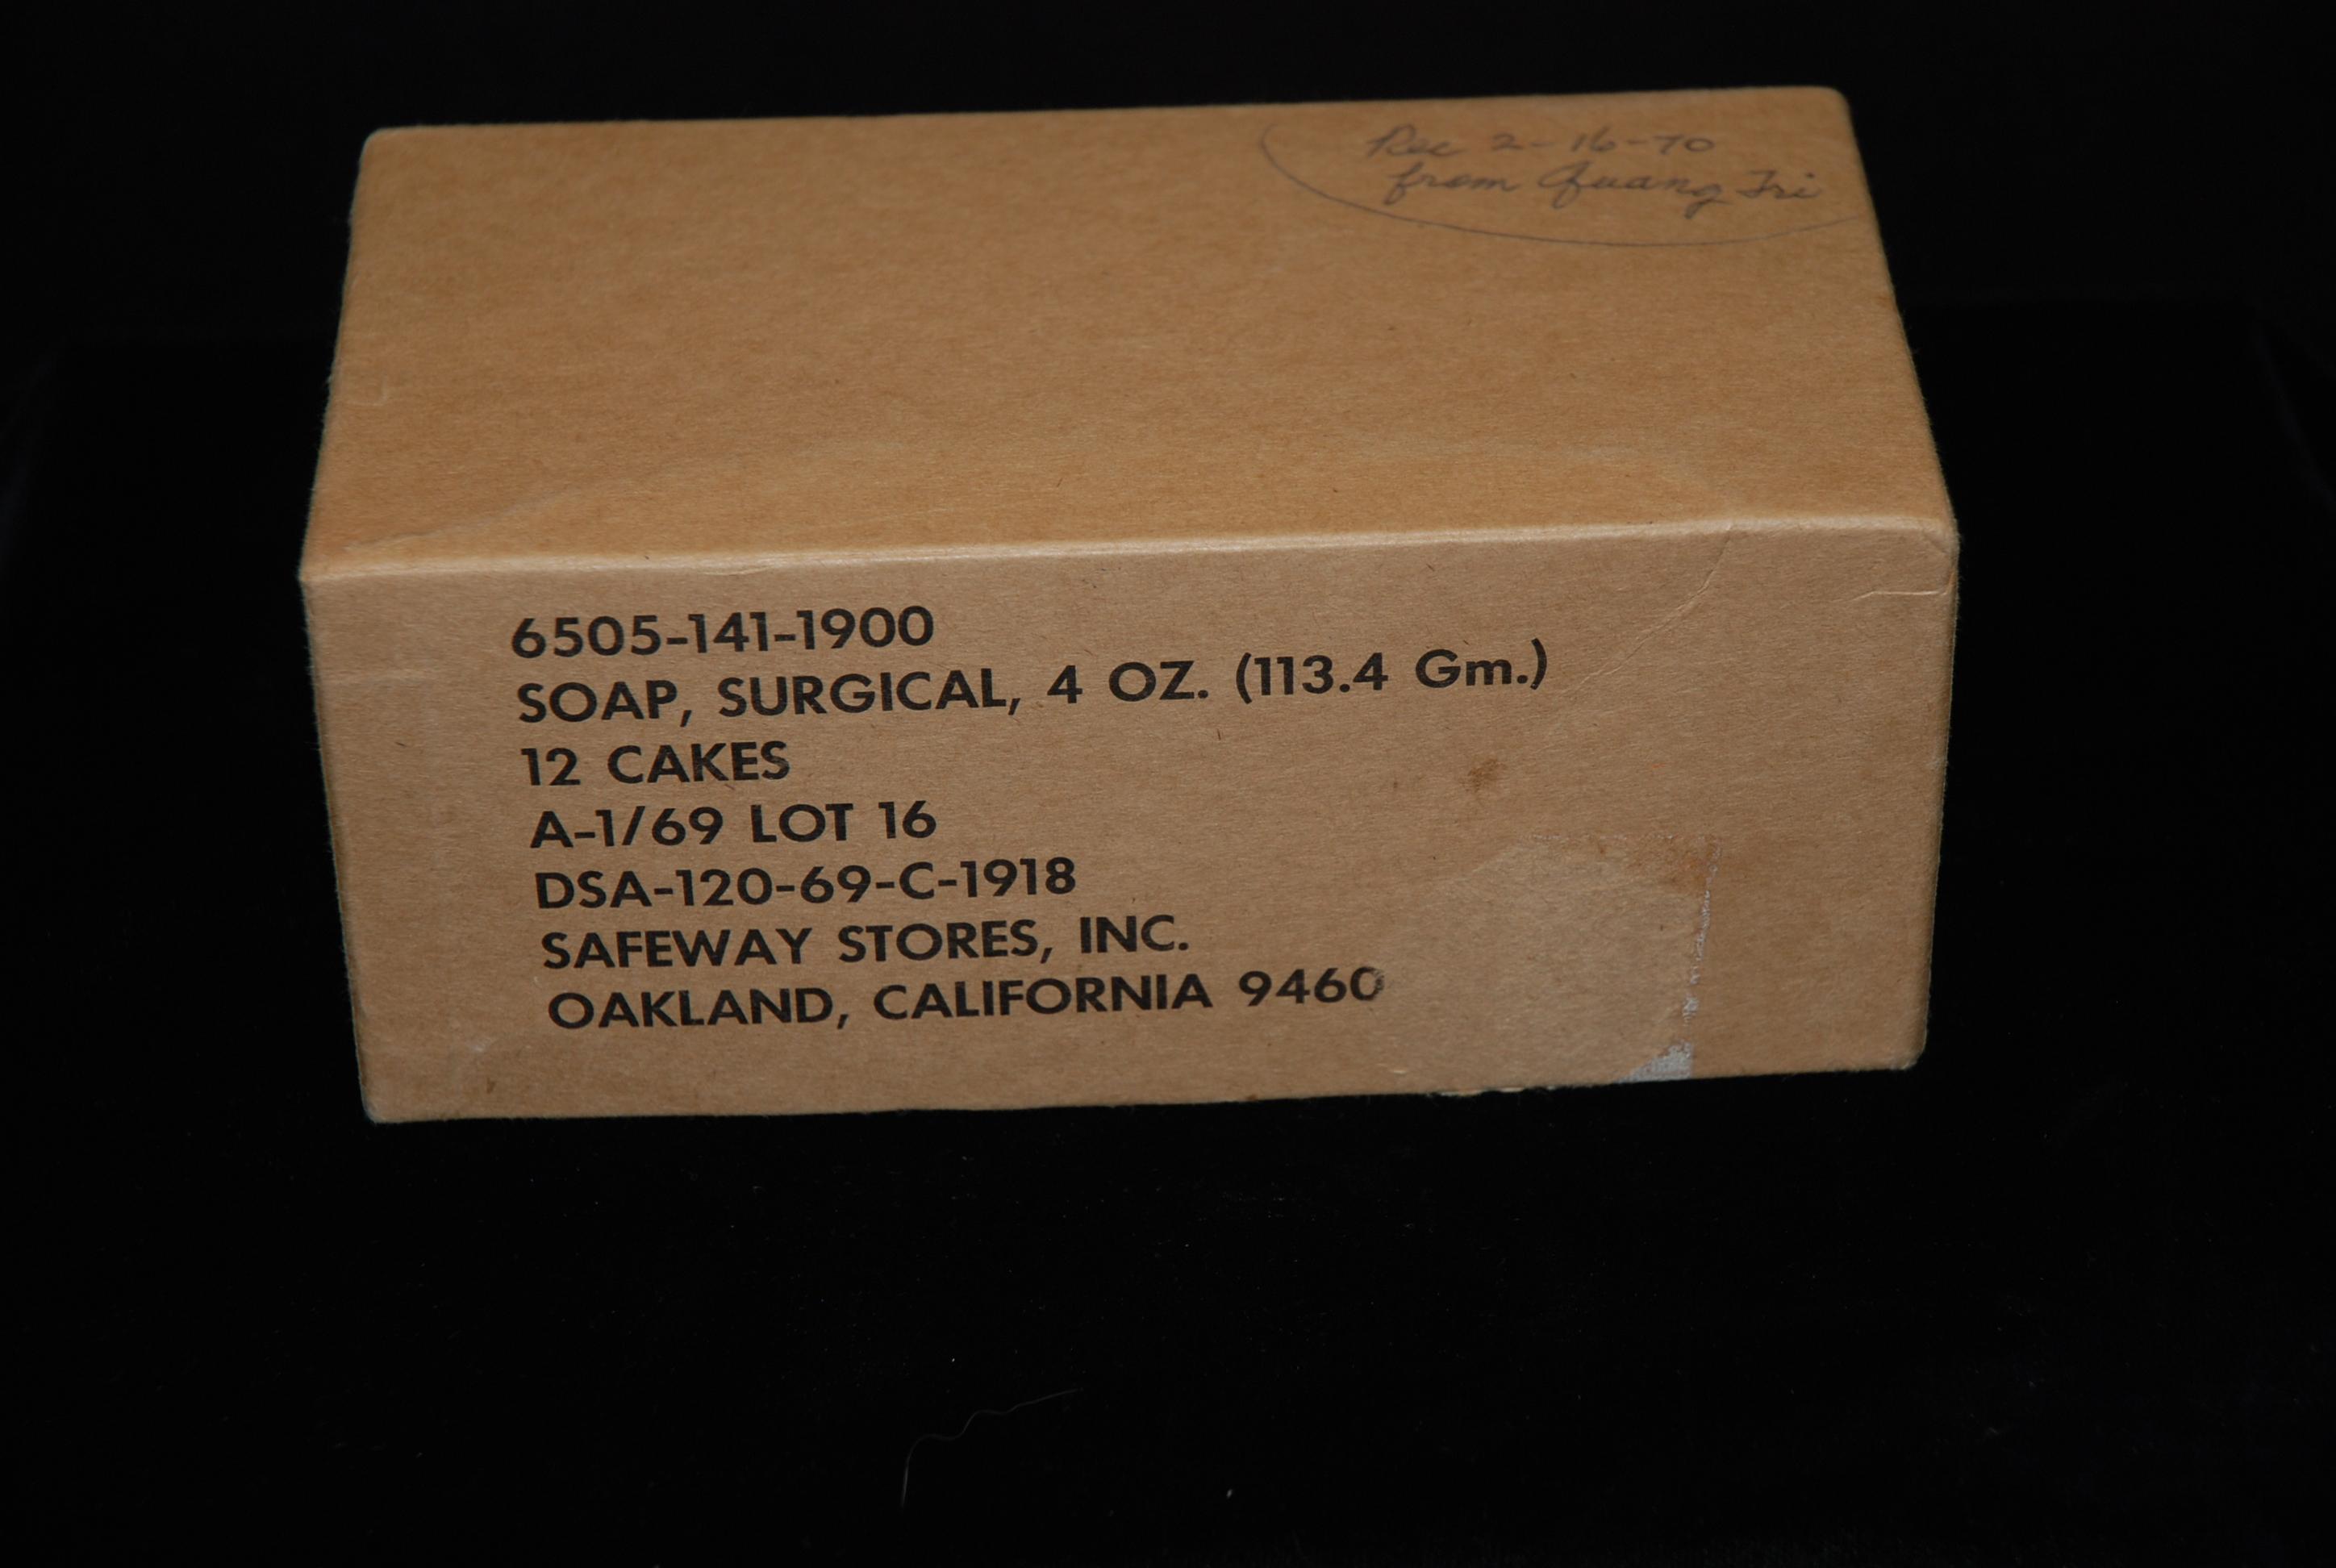 Rec 2-16-70
from Quang Tri
6505-141-1900
SOAP, SURGICAL, 4 OZ. (113.4 Gm.)
12 CAKES
A-1/69 LOT 16
DSA-120-69-C-1918
SAFEWAY STORES, INC.
OAKLAND, CALIFORNIA 9460